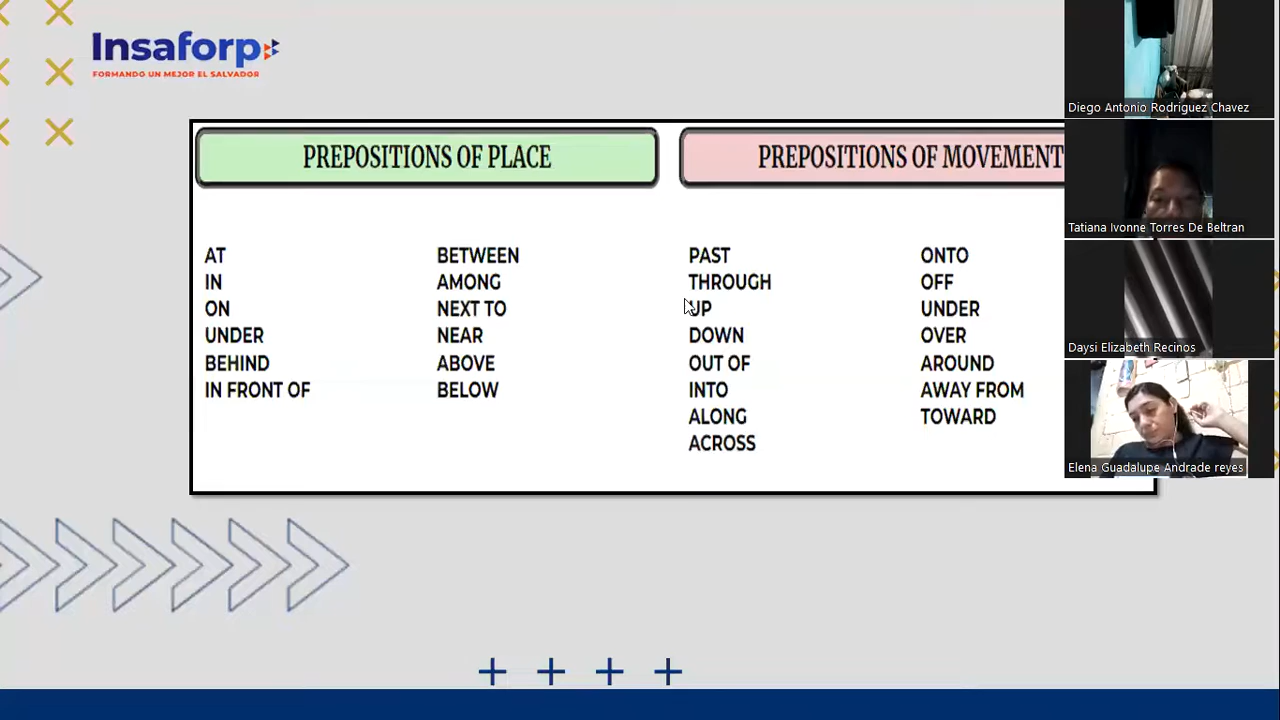 Insaforp
FORMANDO UN MEJOR EL SALVADOR
PREPOSITIONS OF PLACE
AT
IN
ON
UNDER
BEHIND
IN FRONT OF
BETWEEN
AMONG
NEXT TO
NEAR
ABOVE
BELOW
PREPOSITIONS OF MOVEMENT
PAST
THROUGH
UP
DOWN
OUT OF
INTO
ALONG
ACROSS
ONTO
OFF
UNDER
OVER
AROUND
AWAY FROM
TOWARD
Diego Antonio Rodriguez Chavez
Tatiana Ivonne Torres De Beltran
Daysi Elizabeth Recinos
Elena Guadalupe Andrade reyes